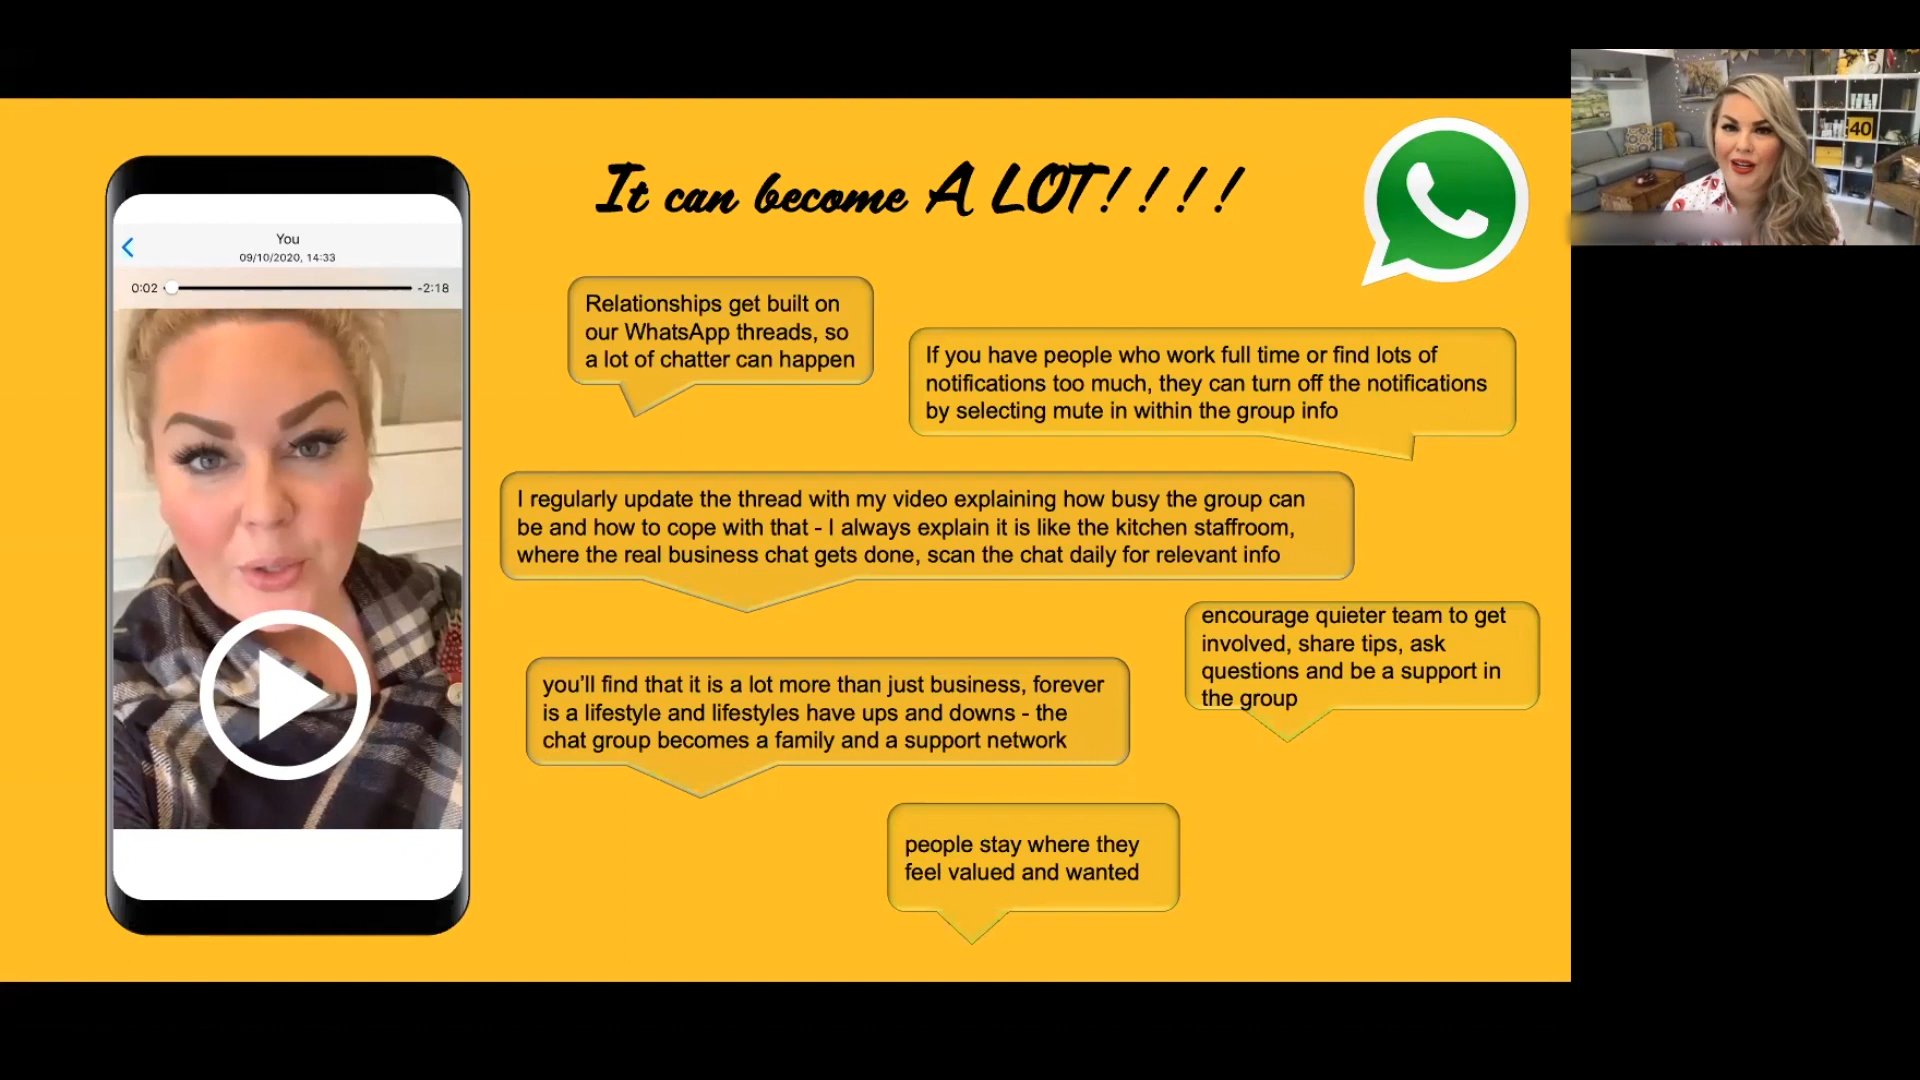 It can become A LOT!!!!
You
09/10/2020, 14:33
0:02
-2:18
Relationships get built on
our WhatsApp threads, so
a lot of chatter can happen
If you have people who work full time or find lots of
notifications too much, they can turn off the notifications
by selecting mute in within the group info
I regularly update the thread with my video explaining how busy the group can
be and how to cope with that - I always explain it is like the kitchen staffroom,
where the real business chat gets done, scan the chat daily for relevant info
encourage quieter team to get
involved, share tips, ask
questions and be a support in
the group
you’ll find that it is a lot more than just business, forever
is a lifestyle and lifestyles have ups and downs - the
chat group becomes a family and a support network
people stay where they
feel valued and wanted
40